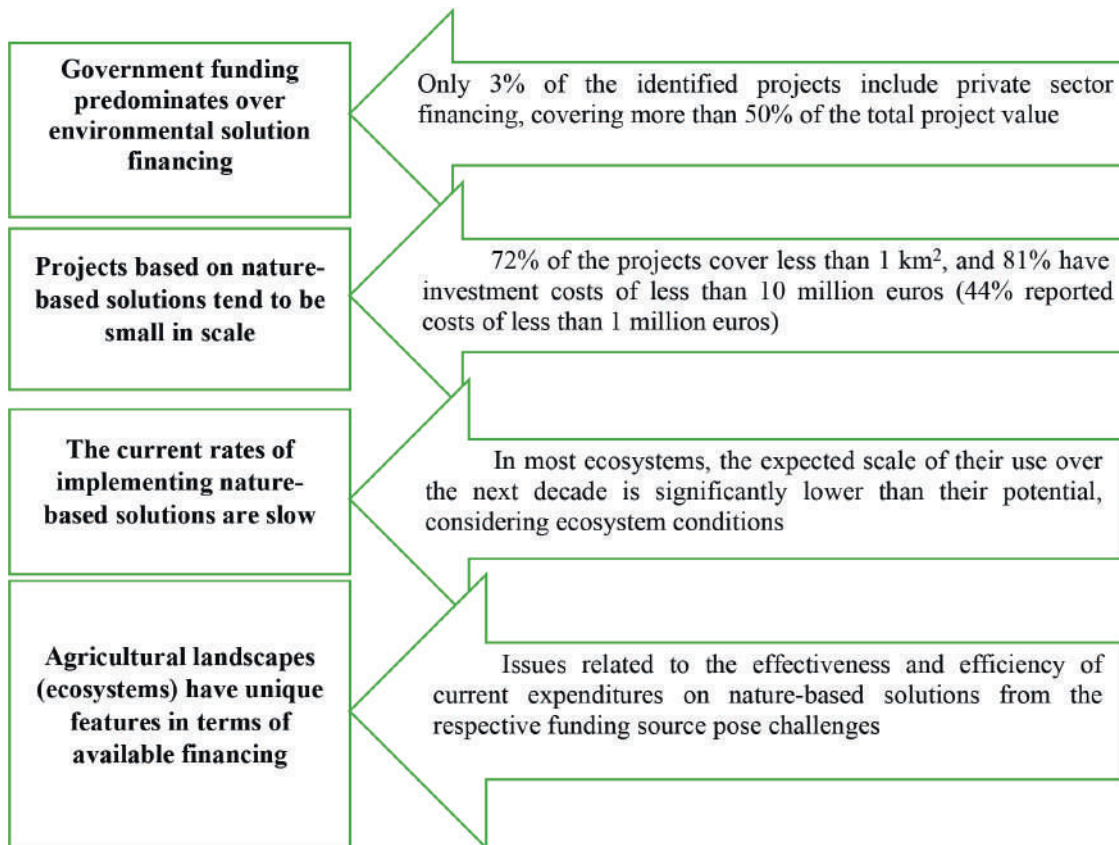 Government funding
predominates over
environmental solution
financing
Only 3% of the identified projects include private sector
financing, covering more than 50% of the total project value
Projects based on nature-
based solutions tend to be
small in scale
72% of the projects cover less than 1 km², and 81% have
investment costs of less than 10 million euros (44% reported
costs of less than 1 million euros)
The current rates of
implementing nature-
based solutions are slow
In most ecosystems, the expected scale of their use over
the next decade is significantly lower than their potential,
considering ecosystem conditions
Agricultural landscapes
(ecosystems) have unique
features in terms of
available financing
Issues related to the effectiveness and efficiency of
current expenditures on nature-based solutions from the
respective funding source pose challenges